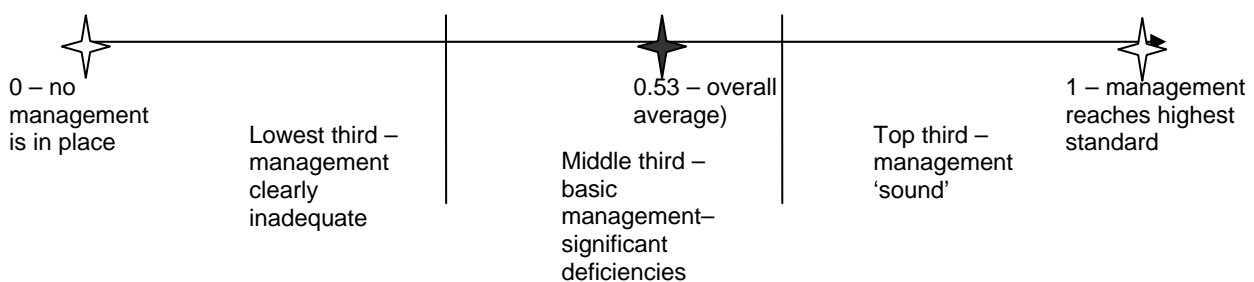 0 – no
management
is in place
Lowest third –
management
clearly
inadequate
0.53 – overall
average)
Middle third –
basic
management–
significant
deficiencies
Top third –
management
‘sound’
1 – management
reaches highest
standard